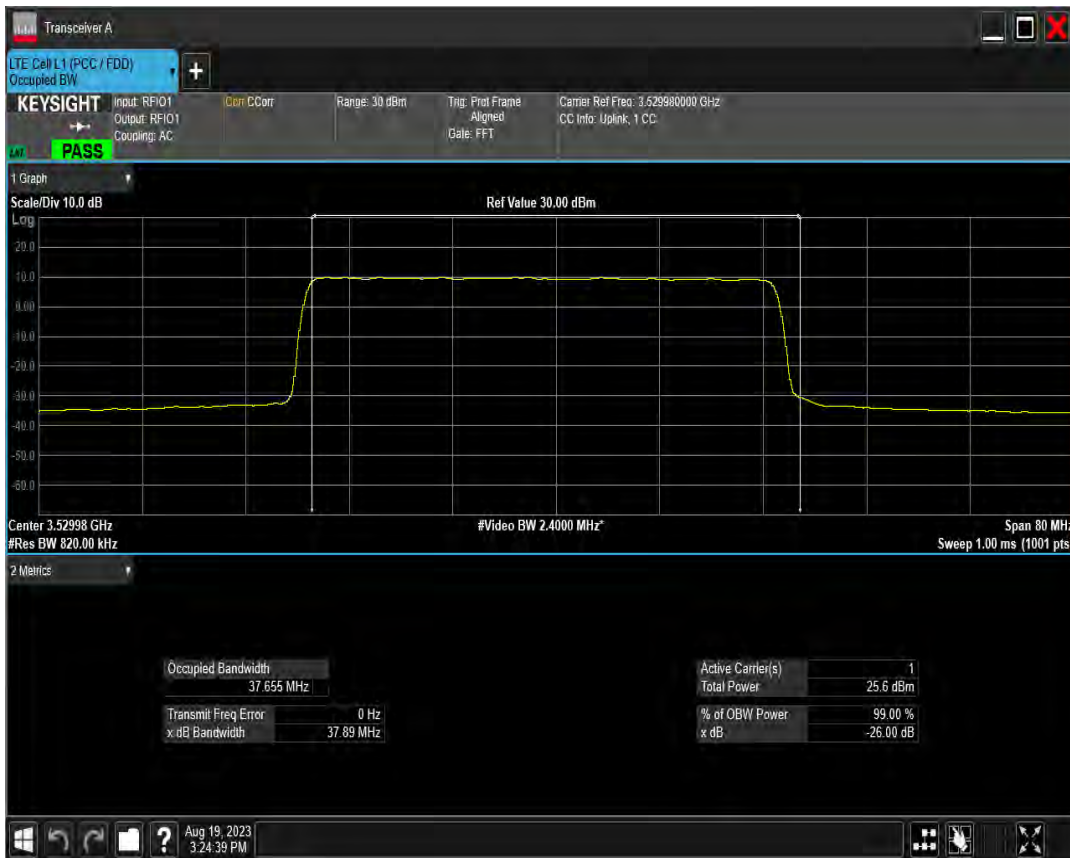 Transceiver A
LTE Cell L1 (PCC / FDD)
Occupied BW
+
KEYSIGHT
Input: RFIO1
Output: RFIO1
Coupling: AC
Corr CCorr
Range: 30 dBm
Trig: Prot Frame
Aligned
Gate: FFT
Carrier Ref Freq: 3.529980000 GHz
CC Info: Uplink, 1 CC
PASS
1 Graph
Scale/Div 10.0 dB
Ref Value 30.00 dBm
Log
20.0
10.0
0.00
-10.0
-20.0
-30.0
-40.0
-50.0
-60.0
Center 3.52998 GHz
#Video BW 2.4000 MHz*
Span 80 MHz
#Res BW 820.00 kHz
Sweep 1.00 ms (1001 pts
2 Metrics
Occupied Bandwidth
37.655 MHz
Transmit Freq Error 0 Hz
x dB Bandwidth 37.89 MHz
Active Carrier(s) 1
Total Power 25.6 dBm
% of OBW Power 99.00 %
x dB -26.00 dB
?
Aug 19, 2023
3:24:39 PM